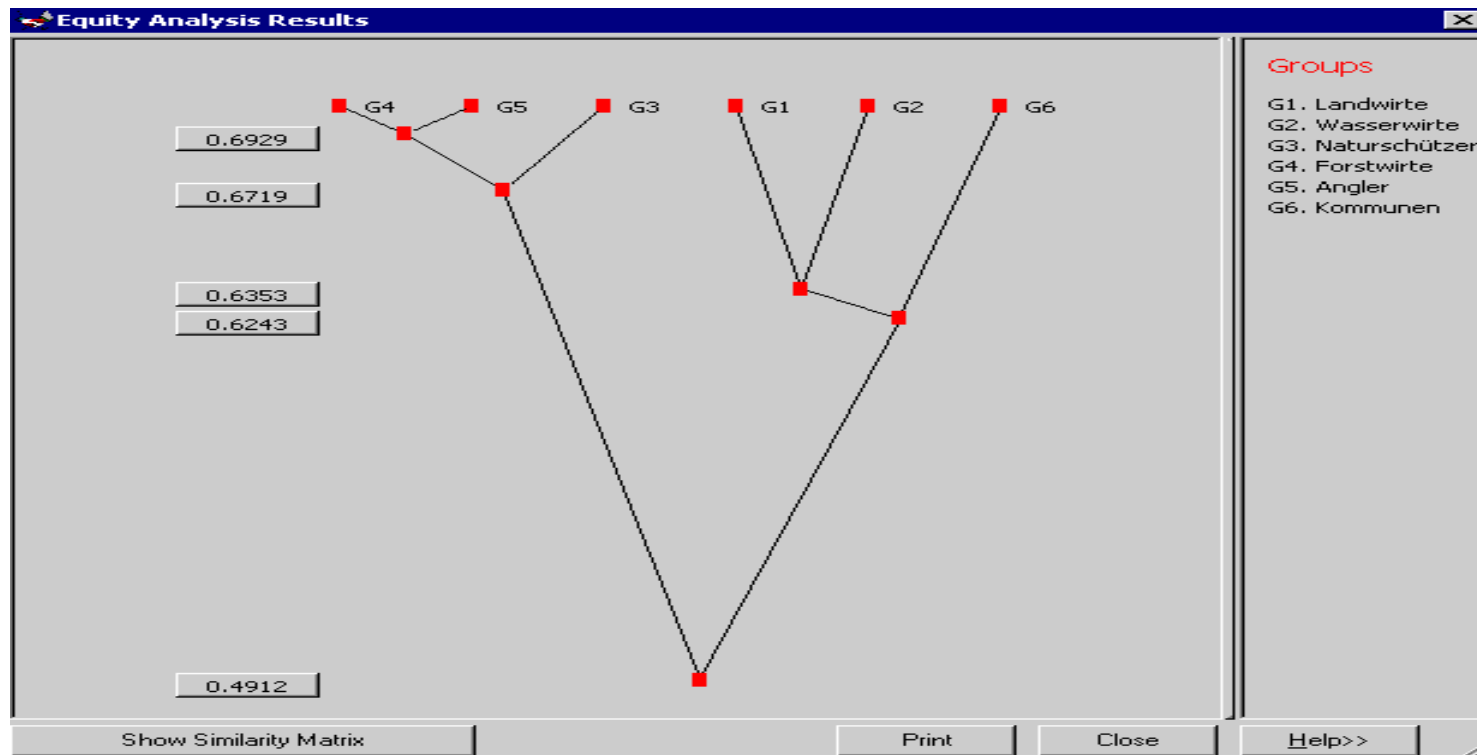 Equity Analysis Results
Groups
G4 G5 G3 G1 G2 G6
G1. Landwirte
G2. Wasserwirte
G3. Naturschützer
G4. Forstwirte
G5. Angler
G6. Kommunen
0.6929
0.6719
0.6353
0.6243
0.4912
Show Similarity Matrix
Print
Close
Help>>